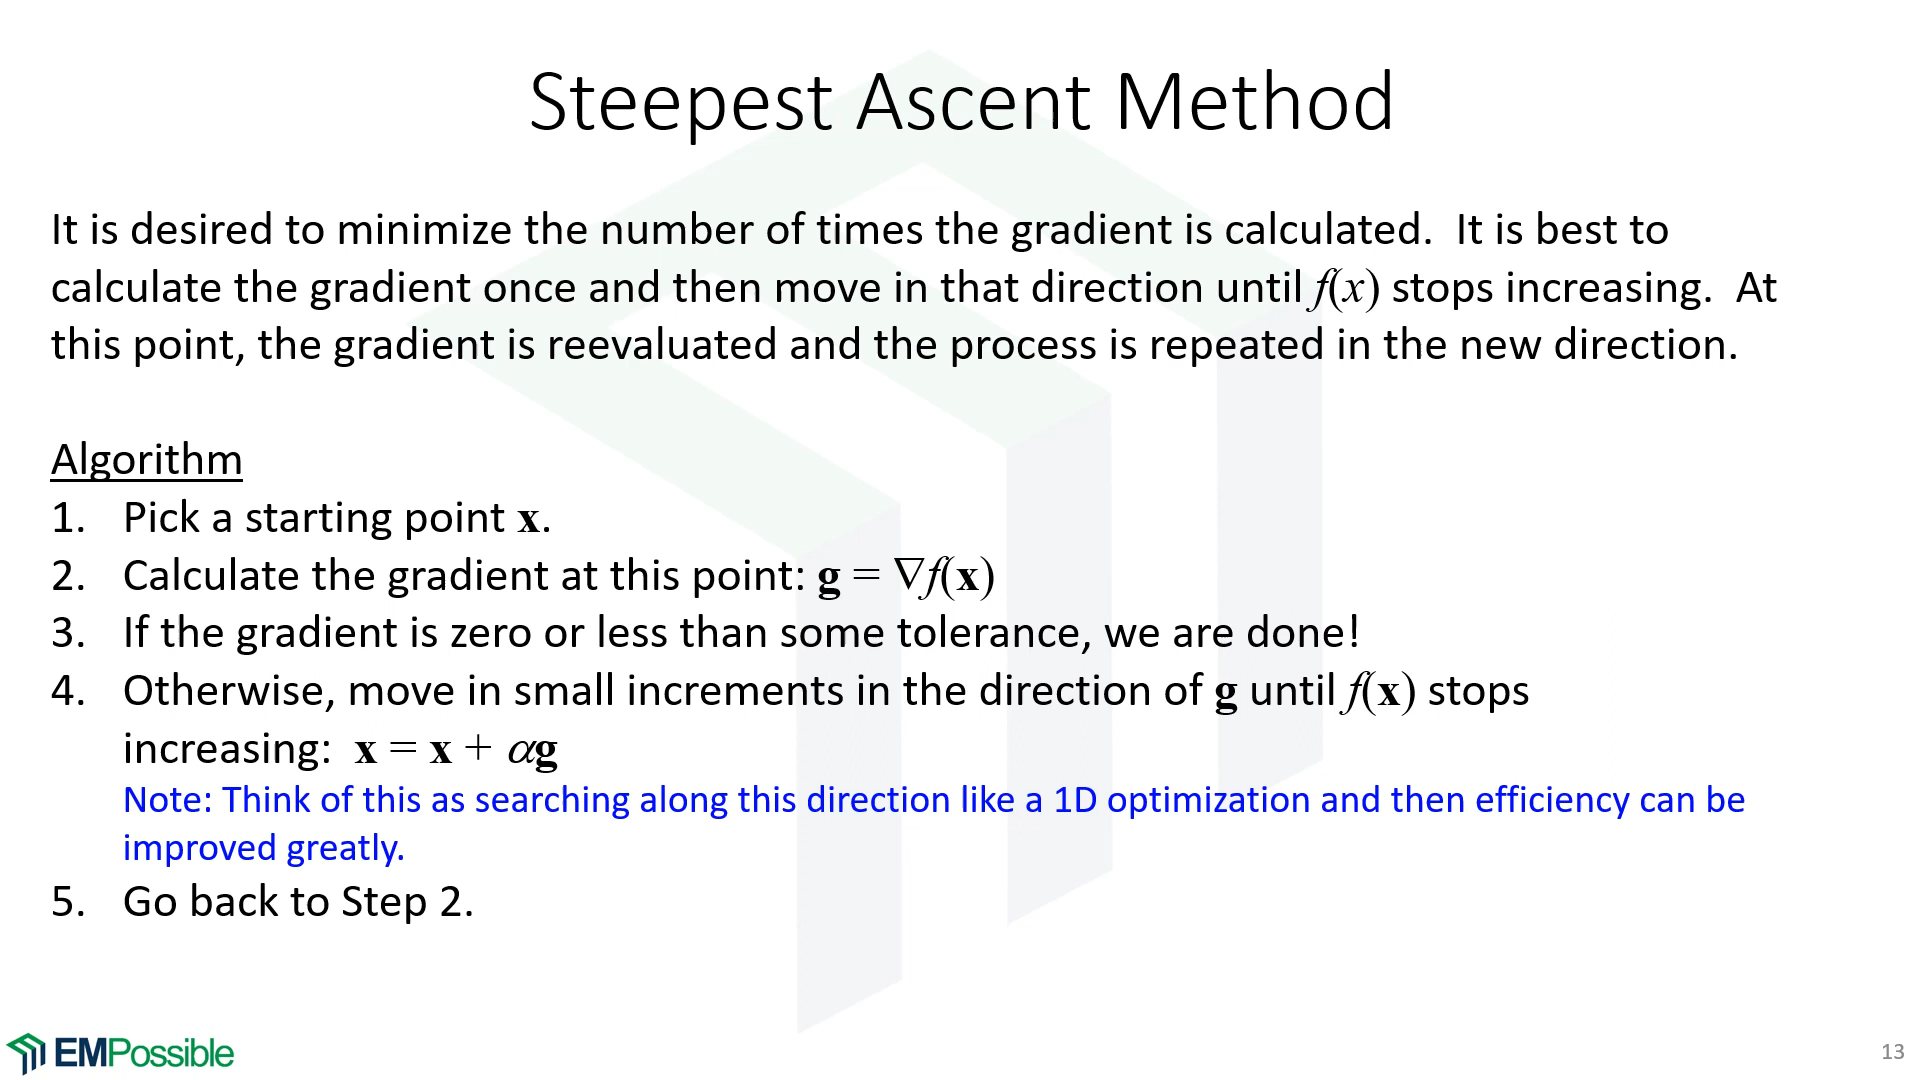 Steepest Ascent Method
It is desired to minimize the number of times the gradient is calculated.  It is best to
calculate the gradient once and then move in that direction until f(x) stops increasing.  At
this point, the gradient is reevaluated and the process is repeated in the new direction.
Algorithm
1. Pick a starting point x.
2. Calculate the gradient at this point: g = ∇f(x)
3. If the gradient is zero or less than some tolerance, we are done!
4. Otherwise, move in small increments in the direction of g until f(x) stops
increasing:  x = x + αg
Note: Think of this as searching along this direction like a 1D optimization and then efficiency can be
improved greatly.
5. Go back to Step 2.
EMPossible
13